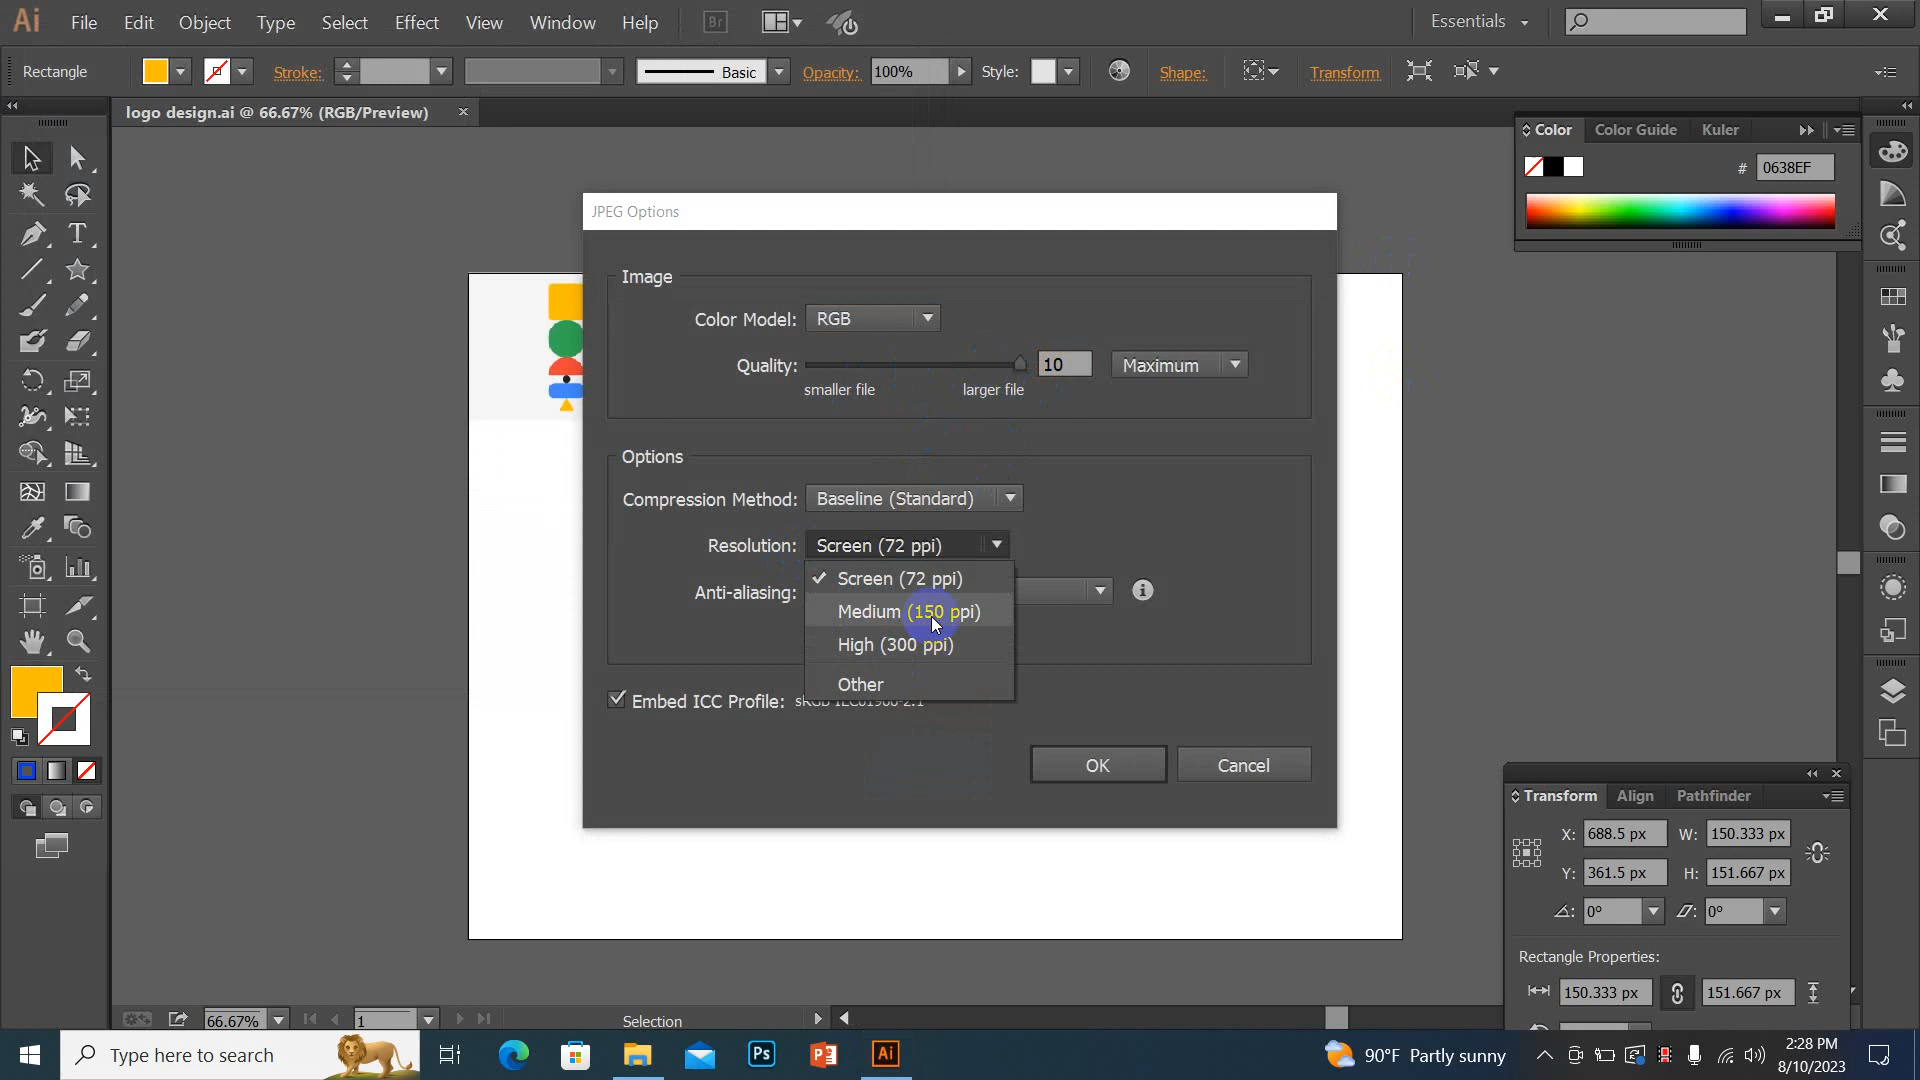 Ai File Edit Object Type Select Effect View Window Help Br Essentials
Rectangle Stroke: Basic Opacity: 100% Style: Shape: Transform
logo design.ai @ 66.67% (RGB/Preview)
Color Color Guide Kuler
# 0638EF
JPEG Options
Image
Color Model: RGB
Quality: 10 Maximum
smaller file larger file
Options
Compression Method: Baseline (Standard)
Resolution: Screen (72 ppi)
Screen (72 ppi)
Anti-aliasing:
Medium (150 ppi)
High (300 ppi)
Other
Embed ICC Profile:
OK Cancel
Transform Align Pathfinder
X: 688.5 px W: 150.333 px
Y: 361.5 px H: 151.667 px
0° 0°
Rectangle Properties:
150.333 px 151.667 px
66.67% 1 Selection
Type here to search Ps Ai 90°F Partly sunny
2:28 PM
8/10/2023